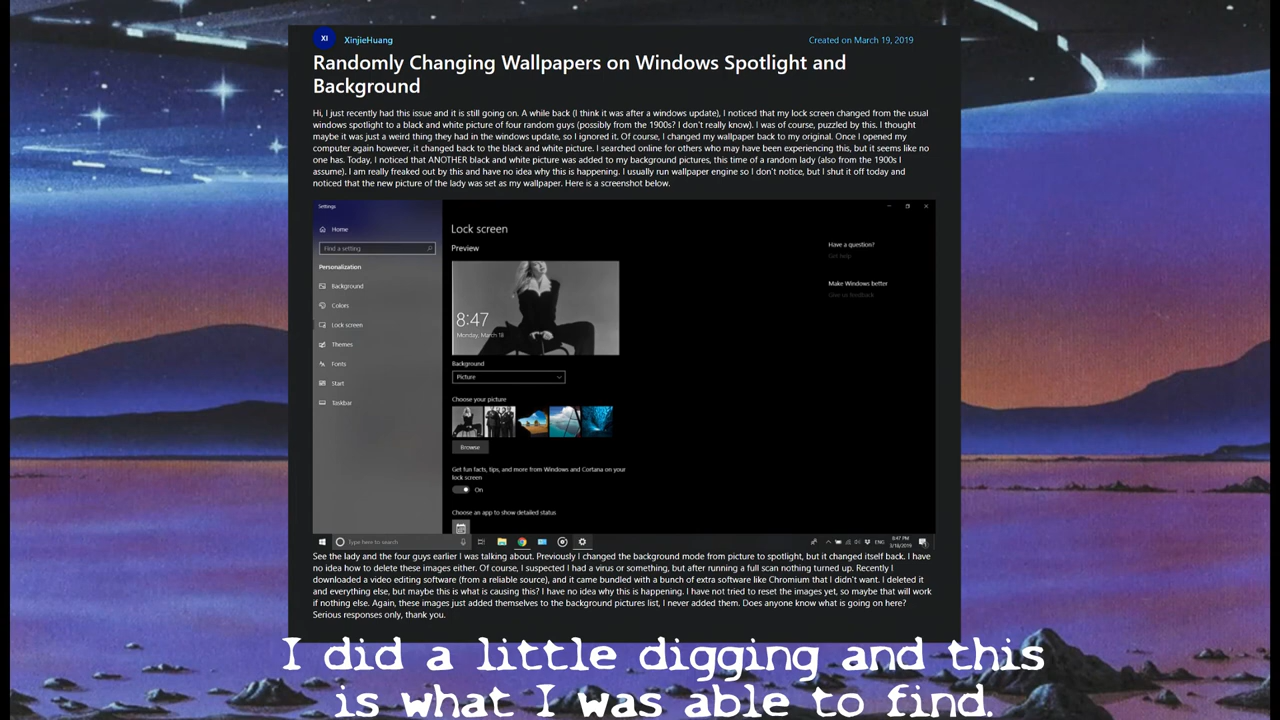 XI XinjieHuang Created on March 19, 2019
Randomly Changing Wallpapers on Windows Spotlight and
Background
Hi, I just recently had this issue and it is still going on. A while back (I think it was after a windows update), I noticed that my lock screen changed from the usual
windows spotlight to a black and white picture of four random guys (possibly from the 1900s? I don't really know). I was of course, puzzled by this. I thought
maybe it was just a weird thing they had in the windows update, so I ignored it. Of course, I changed my wallpaper back to my original. Once I opened my
computer again however, it changed back to the black and white picture. I searched online for others who may have been experiencing this, but it seems like no
one has. Today, I noticed that ANOTHER black and white picture was added to my background pictures, this time of a random lady (also from the 1900s I
assume). I am really freaked out by this and have no idea why this is happening. I usually run wallpaper engine so I don't notice, but I shut it off today and
noticed that the new picture of the lady was set as my wallpaper. Here is a screenshot below.
Settings
Home
Find a setting
Personalization
Background
Colors
Lock screen
Themes
Fonts
Start
Taskbar
Lock screen
Preview
8:47
Monday, March 18
Background
Picture
Choose your picture
Browse
Get fun facts, tips, and more from Windows and Cortana on your
lock screen
On
Choose an app to show detailed status
Have a question?
Get help
Make Windows better
Give us feedback
Type here to search
8:47 PM
3/18/2019
See the lady and the four guys earlier I was talking about. Previously I changed the background mode from picture to spotlight, but it changed itself back. I have
no idea how to delete these images either. Of course, I suspected I had a virus or something, but after running a full scan nothing turned up. Recently I
downloaded a video editing software (from a reliable source), and it came bundled with a bunch of extra software like Chromium that I didn't want. I deleted it
and everything else, but maybe this is what is causing this? I have no idea why this is happening. I have not tried to reset the images yet, so maybe that will work
if nothing else. Again, these images just added themselves to the background pictures list, I never added them. Does anyone know what is going on here?
Serious responses only, thank you.
I did a little digging and this
is what I was able to find.